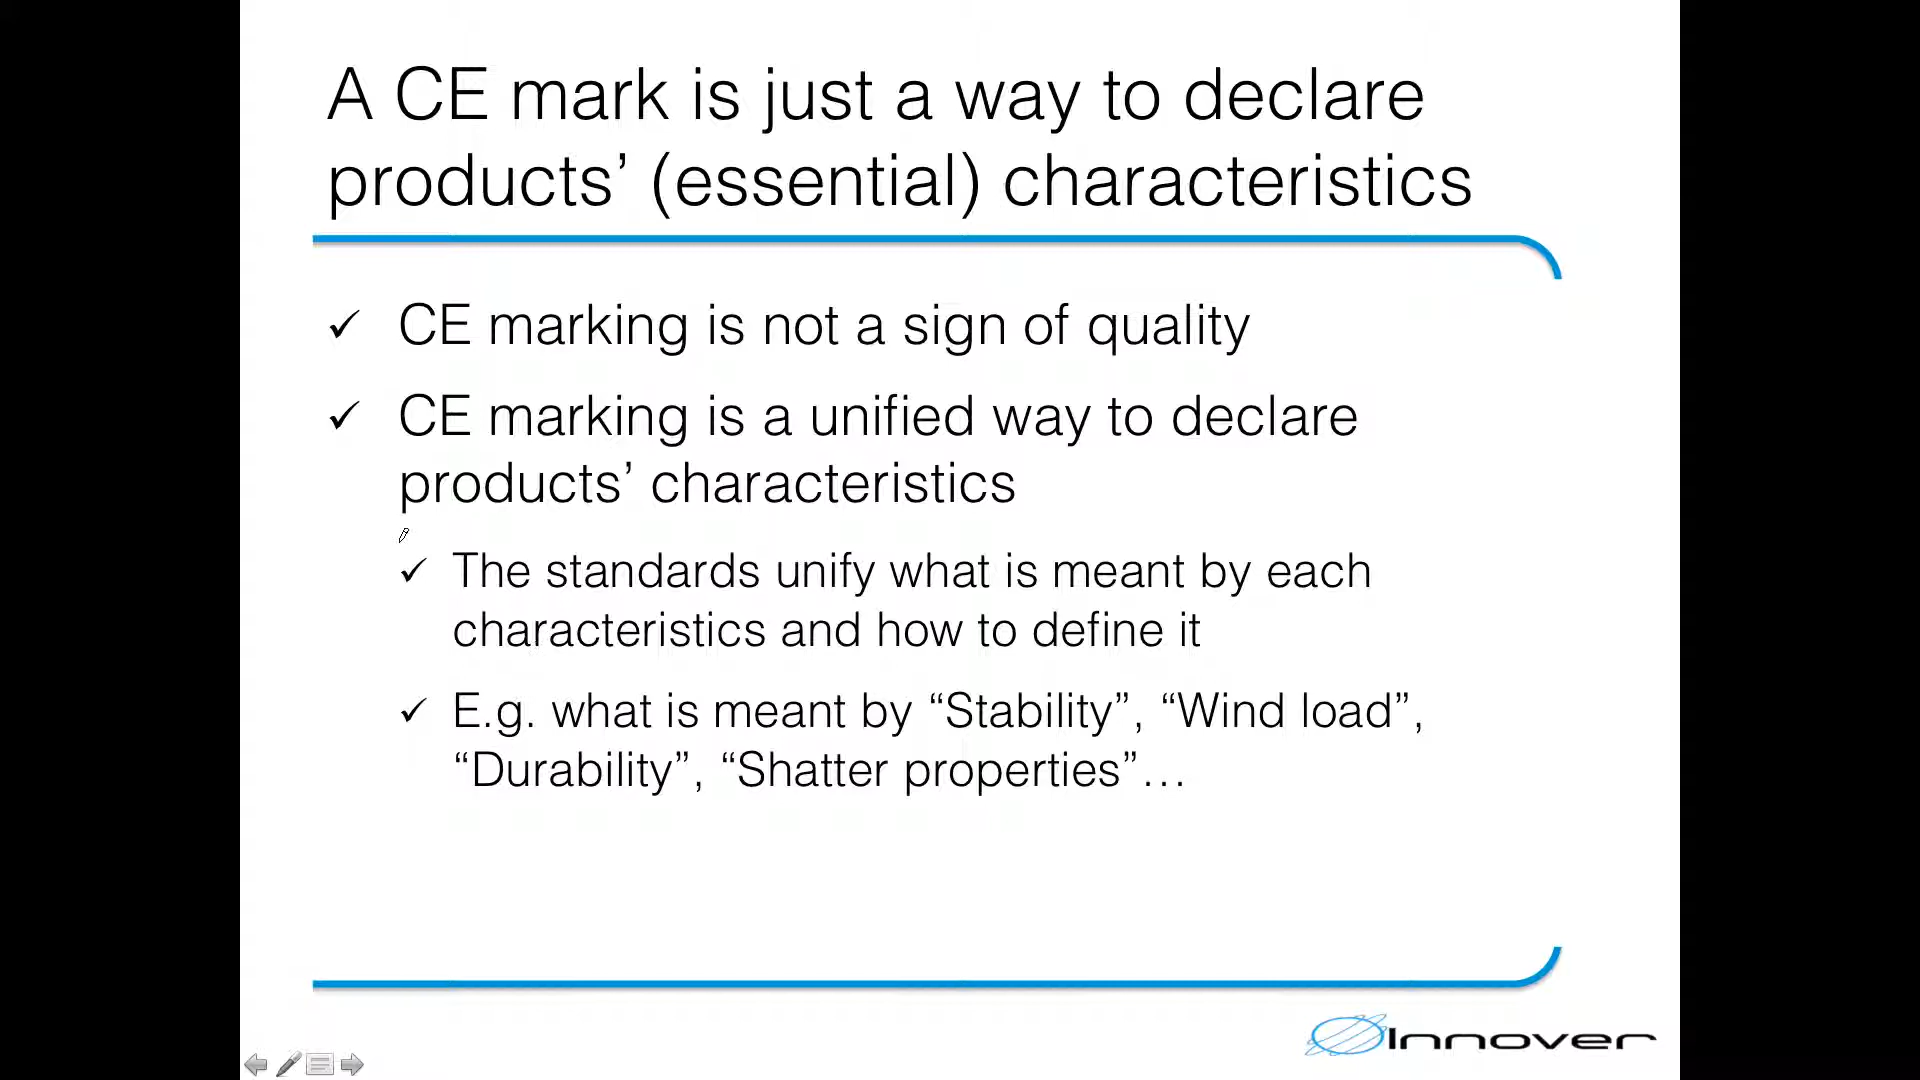 A CE mark is just a way to declare
products’ (essential) characteristics
CE marking is not a sign of quality
CE marking is a unified way to declare
products’ characteristics
The standards unify what is meant by each
characteristics and how to define it
E.g. what is meant by “Stability”, “Wind load”,
“Durability”, “Shatter properties”…
Innover